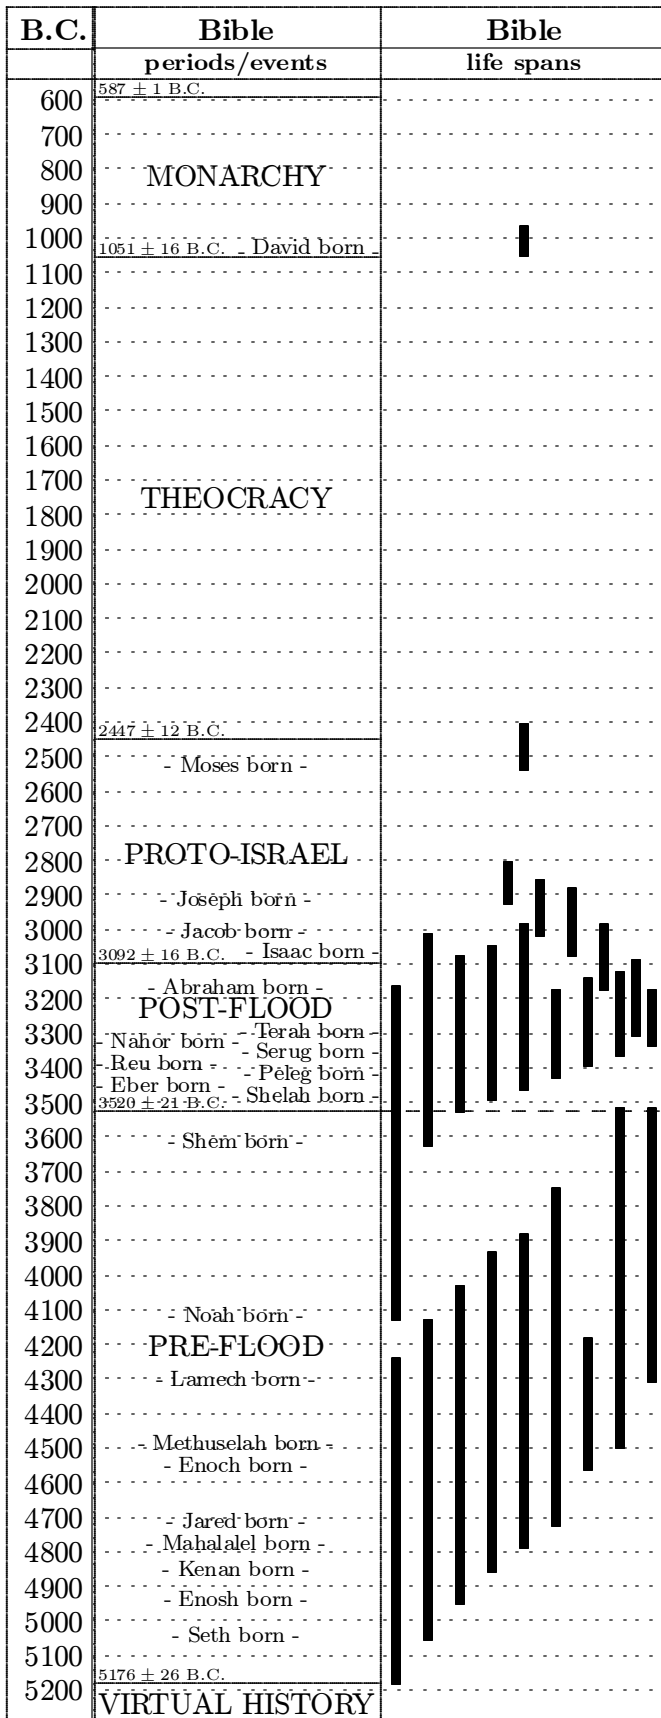 B.C. Bible Bible
periods/events life spans
587 ± 1 B.C.
600
700
800
MONARCHY
900
1000
1051 ± 16 B.C. - David born -
1100
1200
1300
1400
1500
1600
1700
THEOCRACY
1800
1900
2000
2100
2200
2300
2400
2447 ± 12 B.C.
2500
- Moses born -
2600
2700
2800
PROTO-ISRAEL
2900
- Joseph born -
3000
- Jacob born -
3092 ± 16 B.C. - Isaac born -
3100
- Abraham born -
3200
POST-FLOOD
- Terah born -
3300
- Nahor born -
- Serug born -
- Reu born -
3400
- Peleg born -
- Eber born -
- Shelah born -
3500
3520 ± 21 B.C.
3600
- Shem born -
3700
3800
3900
4000
4100
- Noah born -
4200
PRE-FLOOD
4300
- Lamech born -
4400
- Methuselah born -
4500
- Enoch born -
4600
4700
- Jared born -
- Mahalalel born -
4800
- Kenan born -
4900
- Enosh born -
5000
- Seth born -
5100
5176 ± 26 B.C.
5200
VIRTUAL HISTORY